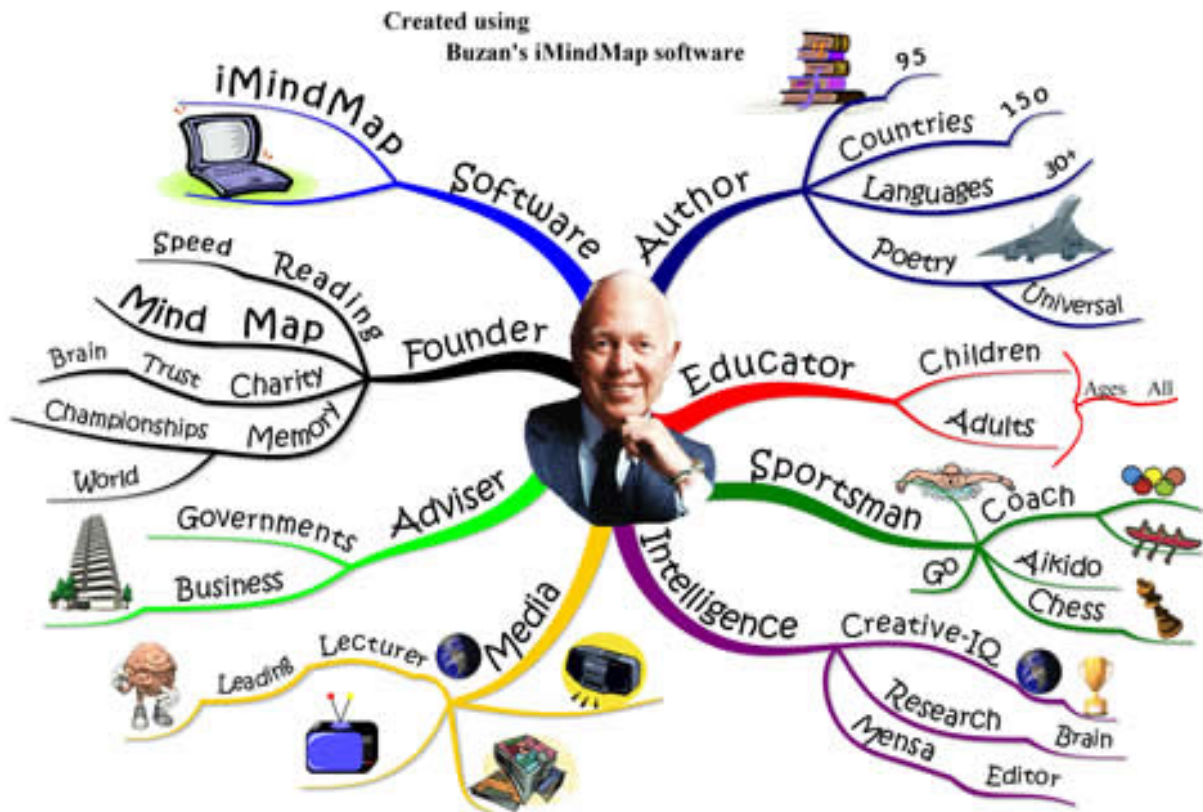 Created using
Buzan's iMindMap software
iMindMap
Software
Author
95
Countries 150
Languages 30+
Poetry
Universal
Educator
Children
Adults
Ages All
Sportsman
Coach
Aikido
Chess
Go
Intelligence
Creative-IQ
Research
Brain
Mensa
Editor
Media
Lecturer
Leading
Adviser
Governments
Business
Founder
Speed Reading
Mind Map
Brain Trust Charity
Championships Memory
World